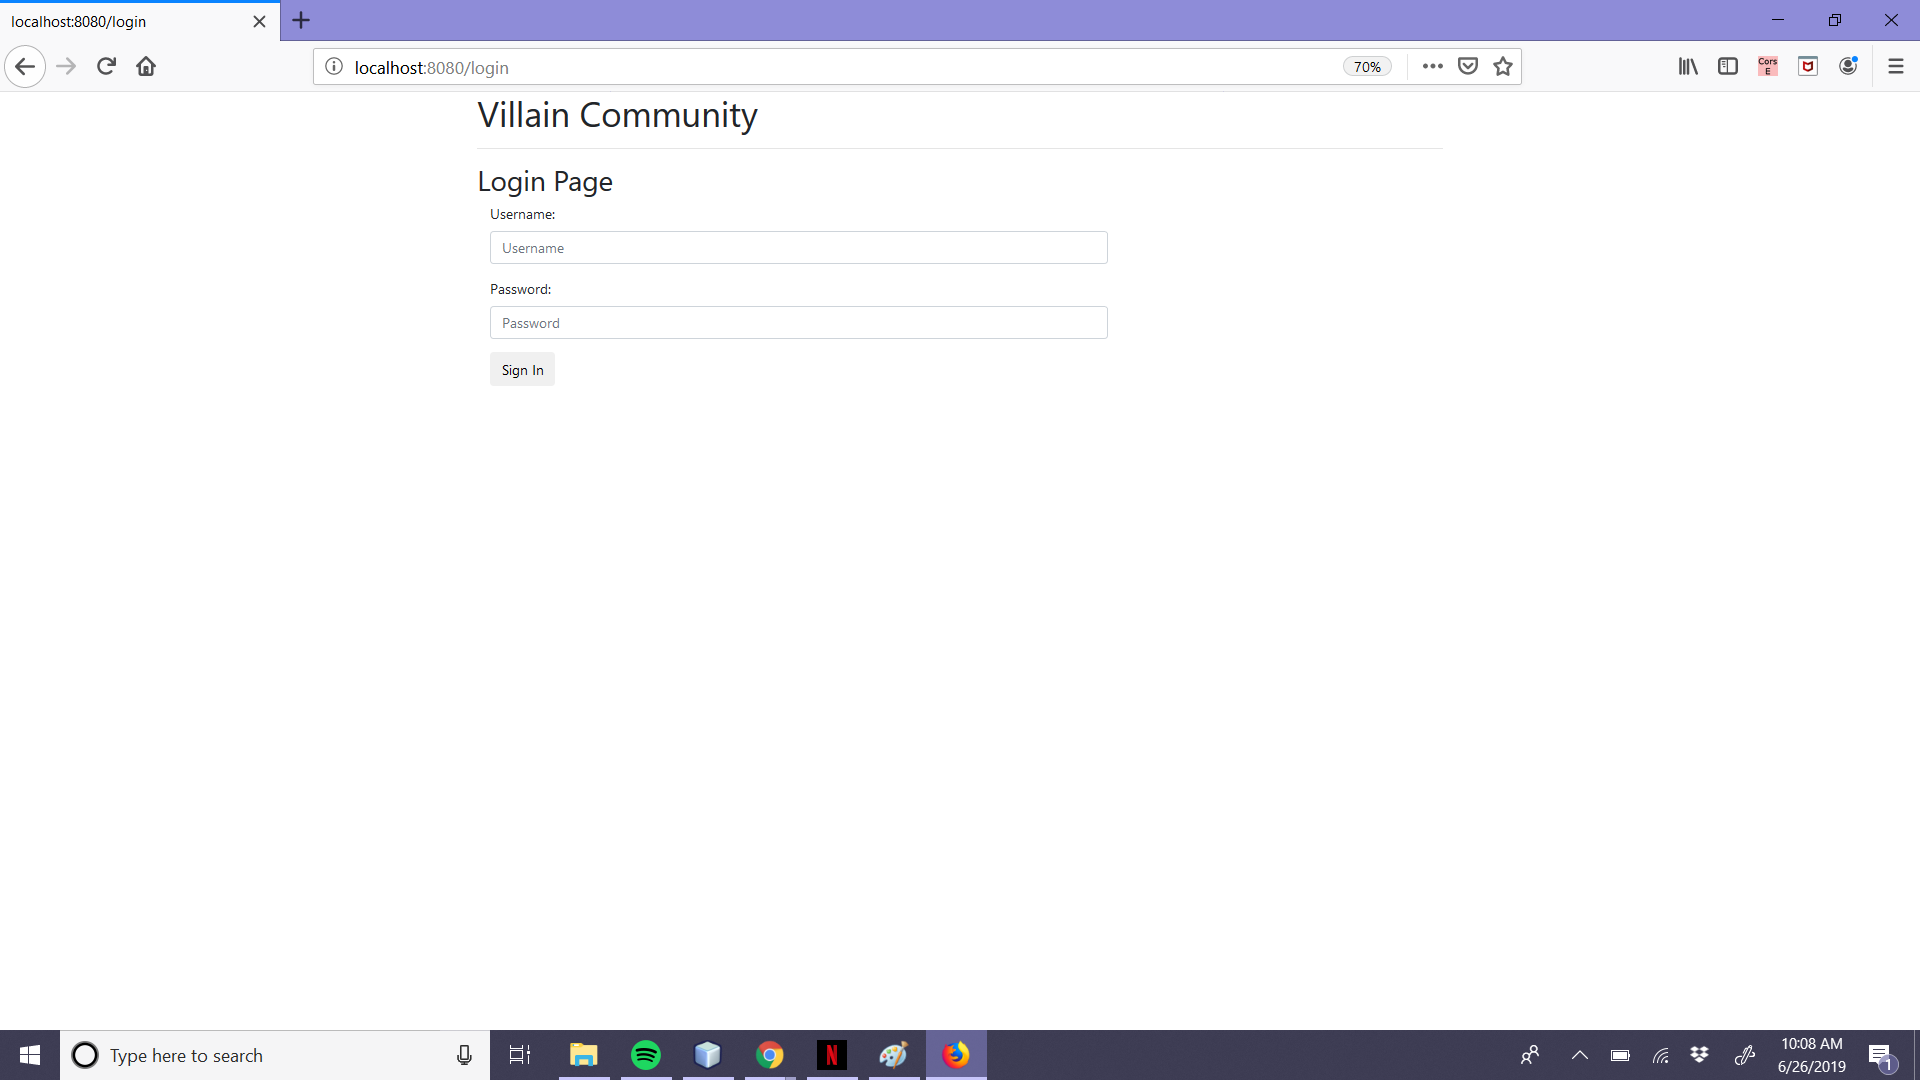 localhost:8080/login
localhost:8080/login
70%
Cors
E
Villain Community
Login Page
Username:
Username
Password:
Password
Sign In
Type here to search
N
10:08 AM
6/26/2019
1